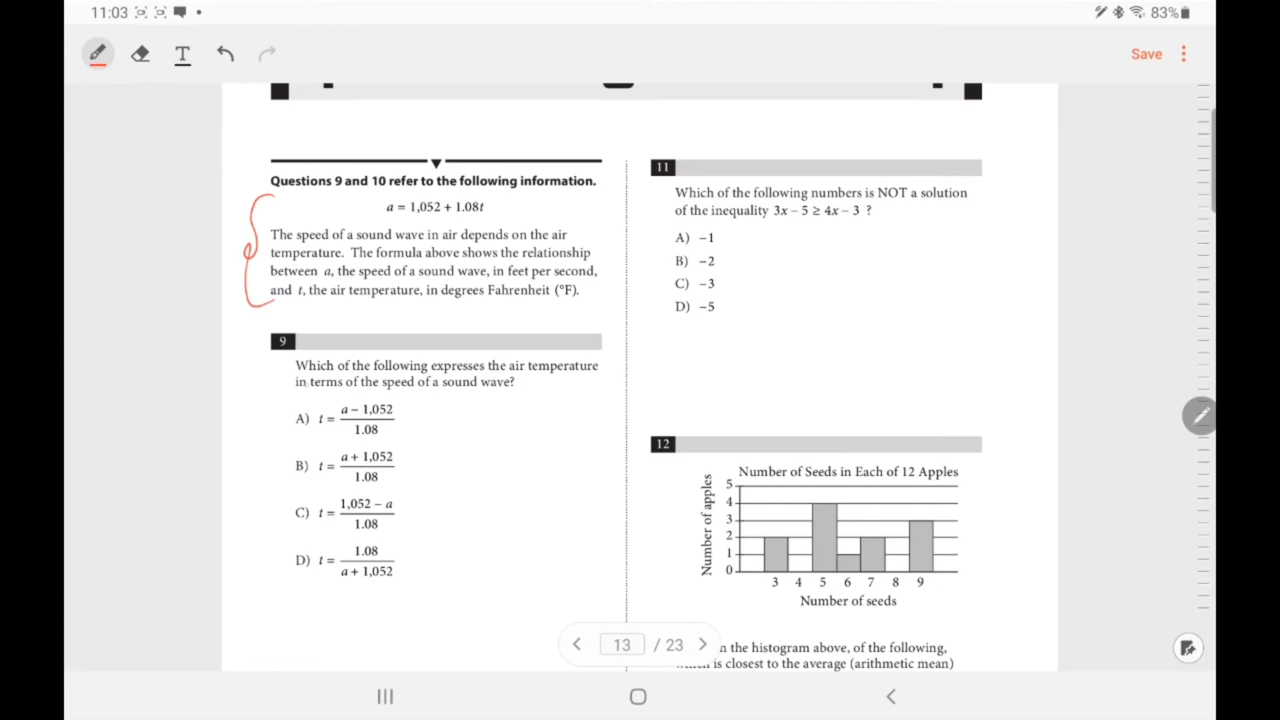 11:03
83%
Save
Questions 9 and 10 refer to the following information.
a = 1,052 + 1.08t
The speed of a sound wave in air depends on the air
temperature. The formula above shows the relationship
between a, the speed of a sound wave, in feet per second,
and t, the air temperature, in degrees Fahrenheit (°F).
9
Which of the following expresses the air temperature
in terms of the speed of a sound wave?
A) t = a − 1,052
1.08
B) t = a + 1,052
1.08
C) t = 1,052 − a
1.08
D) t = 1.08
a + 1,052
11
Which of the following numbers is NOT a solution
of the inequality 3x − 5 ≥ 4x − 3 ?
A) −1
B) −2
C) −3
D) −5
12
Number of Seeds in Each of 12 Apples
Number of apples
5
4
3
2
1
0
3 4 5 6 7 8 9
Number of seeds
the histogram above, of the following,
is closest to the average (arithmetic mean)
13 / 23